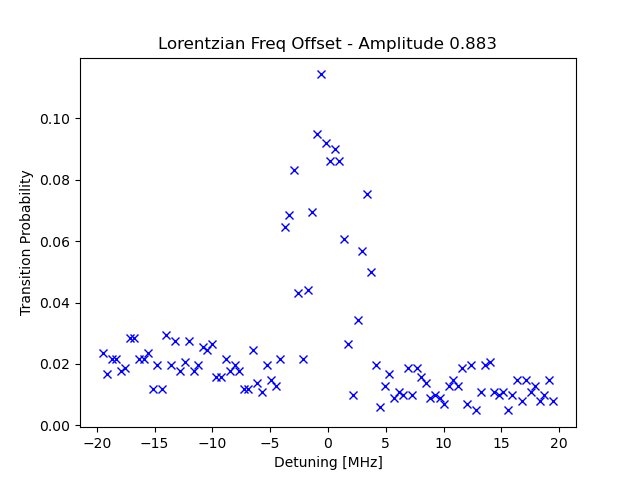 Lorentzian Freq Offset - Amplitude 0.883
Transition Probability
0.10
0.08
0.06
0.04
0.02
0.00
−20 −15 −10 −5 0 5 10 15 20
Detuning [MHz]